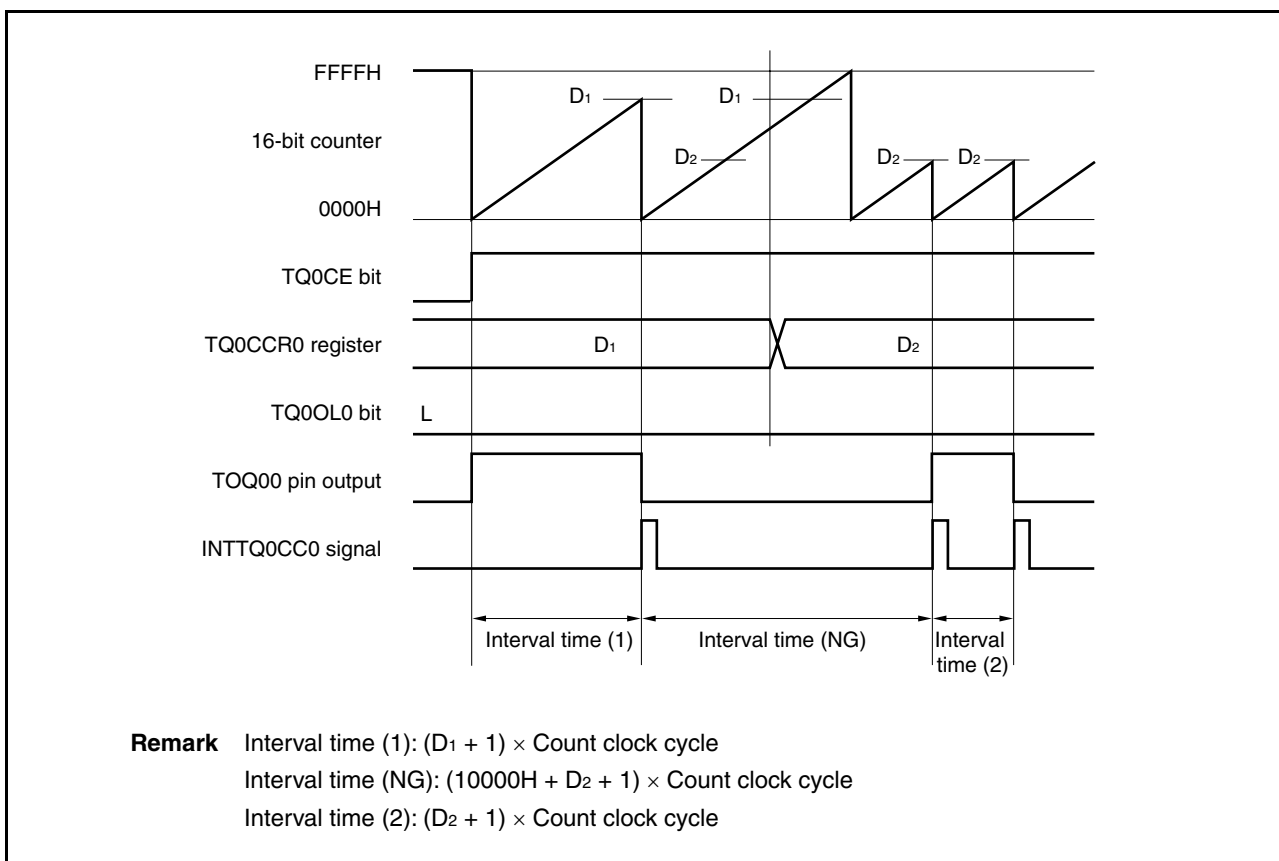 FFFFH
D1
D1
16-bit counter
D2
D2
D2
0000H
TQ0CE bit
TQ0CCR0 register
D1
D2
TQ0OL0 bit
L
TOQ00 pin output
INTTQ0CC0 signal
Interval time (1)
Interval time (NG)
Interval
time (2)
Remark Interval time (1): (D1 + 1) × Count clock cycle
Interval time (NG): (10000H + D2 + 1) × Count clock cycle
Interval time (2): (D2 + 1) × Count clock cycle